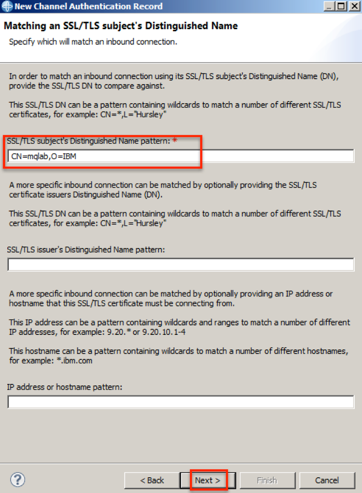 New Channel Authentication Record
Matching an SSL/TLS subject's Distinguished Name
Specify which will match an inbound connection.
In order to match an inbound connection using its SSL/TLS subject's Distinguished Name (DN),
provide the SSL/TLS DN to compare against.
This SSL/TLS DN can be a pattern containing wildcards to match a number of different SSL/TLS
certificates, for example: CN=*,L="Hursley"
SSL/TLS subject's Distinguished Name pattern: *
CN=mqlab,O=IBM
A more specific inbound connection can be matched by optionally providing the SSL/TLS
certificate issuers Distinguished Name (DN).
This SSL/TLS DN can be a pattern containing wildcards to match a number of different SSL/TLS
certificates, for example: CN=*,L="Hursley"
SSL/TLS issuer's Distinguished Name pattern:
A more specific inbound connection can be matched by optionally providing an IP address or
hostname that this SSL/TLS certificate must be connecting from.
This IP address can be a pattern containing wildcards and ranges to match a number of different
IP addresses, for example: 9.20.* or 9.20.10.1-4
This hostname can be a pattern containing wildcards to match a number of different hostnames,
for example: *.ibm.com
IP address or hostname pattern:
? < Back Next > Finish Cancel